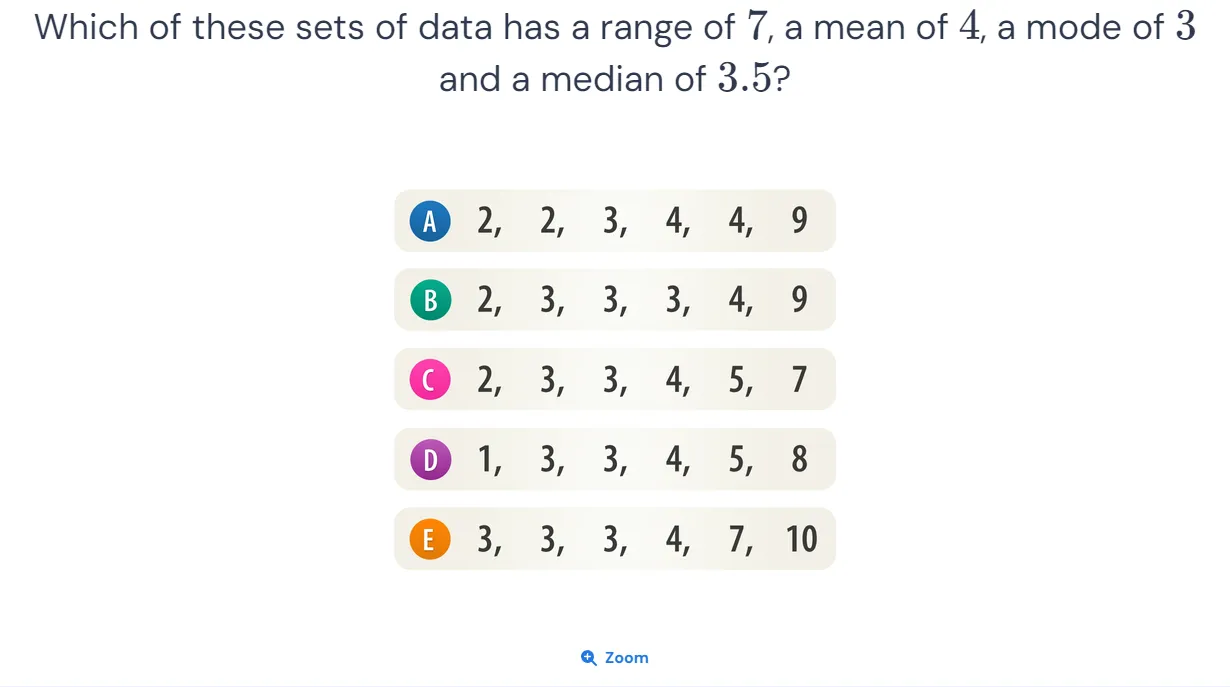 Which of these sets of data has a range of 7, a mean of 4, a mode of 3
and a median of 3.5?
A 2, 2, 3, 4, 4, 9
B 2, 3, 3, 3, 4, 9
C 2, 3, 3, 4, 5, 7
D 1, 3, 3, 4, 5, 8
E 3, 3, 3, 4, 7, 10
Zoom